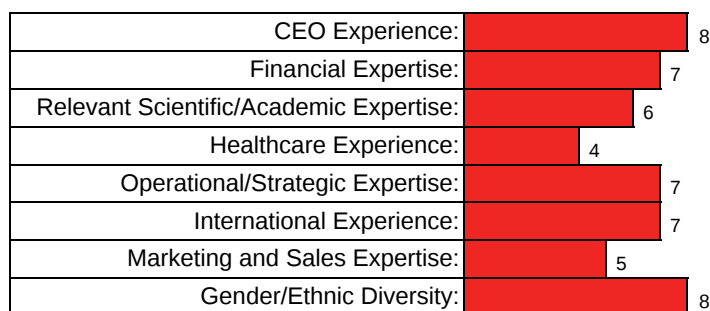 CEO Experience: 8
Financial Expertise: 7
Relevant Scientific/Academic Expertise: 6
Healthcare Experience: 4
Operational/Strategic Expertise: 7
International Experience: 7
Marketing and Sales Expertise: 5
Gender/Ethnic Diversity: 8